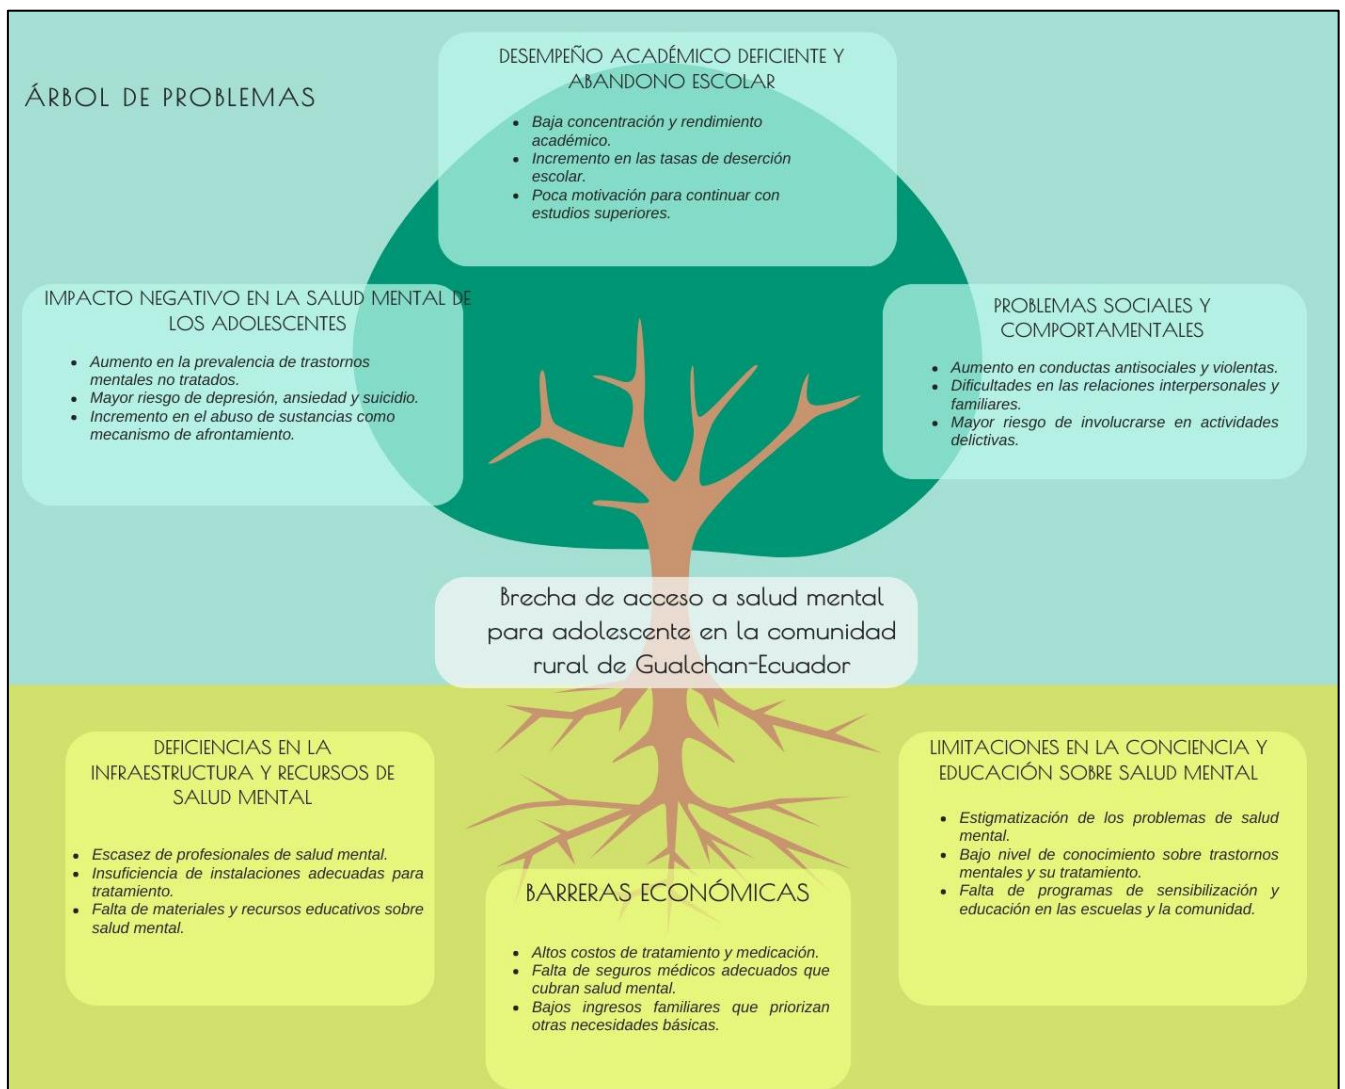 ÁRBOL DE PROBLEMAS
DESEMPEÑO ACADÉMICO DEFICIENTE Y
ABANDONO ESCOLAR
• Baja concentración y rendimiento
académico.
• Incremento en las tasas de deserción
escolar.
• Poca motivación para continuar con
estudios superiores.
IMPACTO NEGATIVO EN LA SALUD MENTAL DE
LOS ADOLESCENTES
• Aumento en la prevalencia de trastornos
mentales no tratados.
• Mayor riesgo de depresión, ansiedad y suicidio.
• Incremento en el abuso de sustancias como
mecanismo de afrontamiento.
PROBLEMAS SOCIALES Y
COMPORTAMENTALES
• Aumento en conductas antisociales y violentas.
• Dificultades en las relaciones interpersonales y
familiares.
• Mayor riesgo de involucrarse en actividades
delictivas.
Brecha de acceso a salud mental
para adolescente en la comunidad
rural de Gualchan-Ecuador
DEFICIENCIAS EN LA
INFRAESTRUCTURA Y RECURSOS DE
SALUD MENTAL
• Escasez de profesionales de salud mental.
• Insuficiencia de instalaciones adecuadas para
tratamiento.
• Falta de materiales y recursos educativos sobre
salud mental.
BARRERAS ECONÓMICAS
• Altos costos de tratamiento y medicación.
• Falta de seguros médicos adecuados que
cubran salud mental.
• Bajos ingresos familiares que priorizan
otras necesidades básicas.
LIMITACIONES EN LA CONCIENCIA Y
EDUCACIÓN SOBRE SALUD MENTAL
• Estigmatización de los problemas de salud
mental.
• Bajo nivel de conocimiento sobre trastornos
mentales y su tratamiento.
• Falta de programas de sensibilización y
educación en las escuelas y la comunidad.